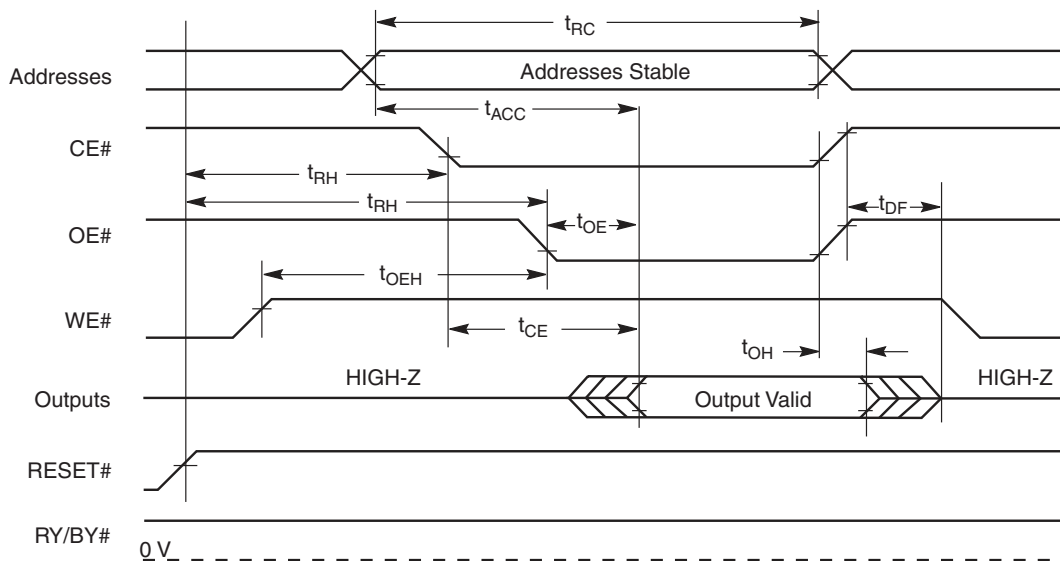 tRC
Addresses
Addresses Stable
tACC
CE#
tRH
tRH
OE#
tOE
tDF
tOEH
WE#
tCE
tOH
HIGH-Z
HIGH-Z
Outputs
Output Valid
RESET#
RY/BY#
0 V